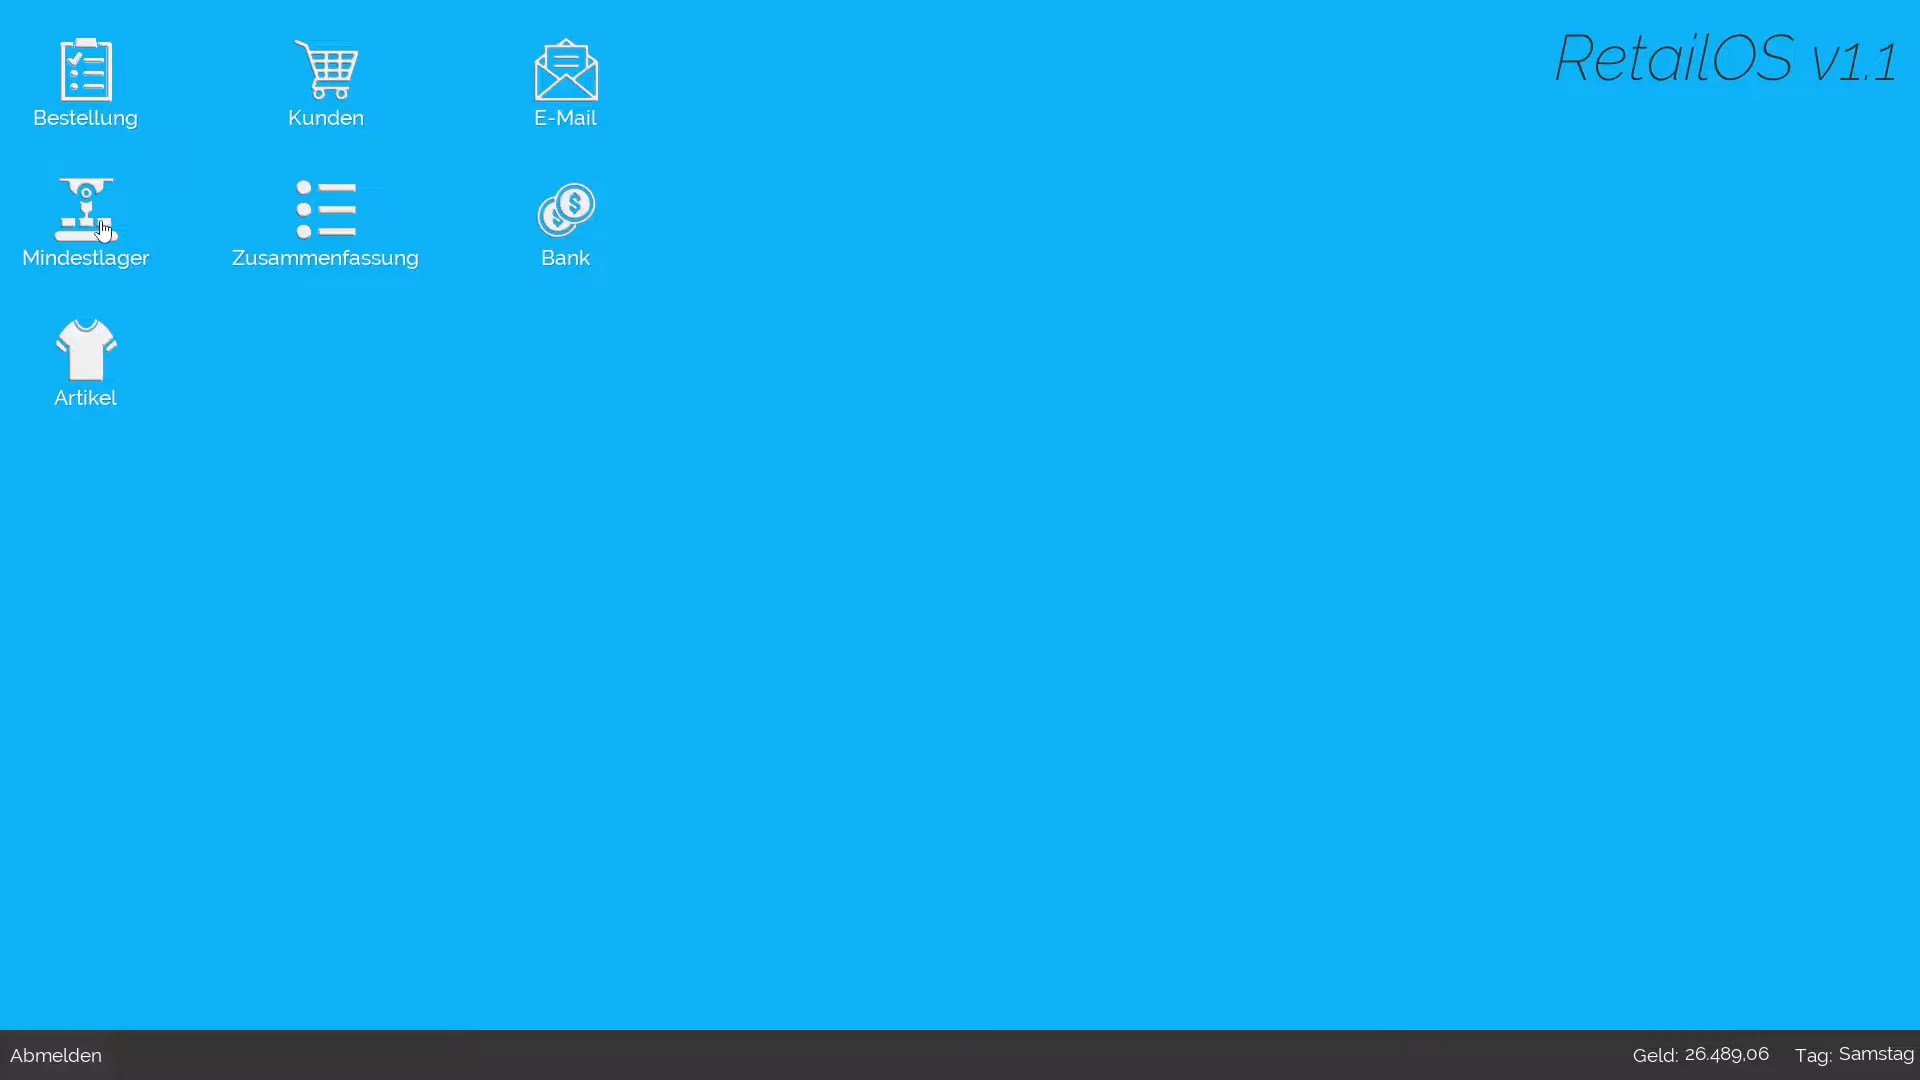 RetailOS v1.1
Bestellung
Kunden
E-Mail
Mindestlager
Zusammenfassung
Bank
Artikel
Abmelden
Geld: 26.489,06
Tag: Samstag